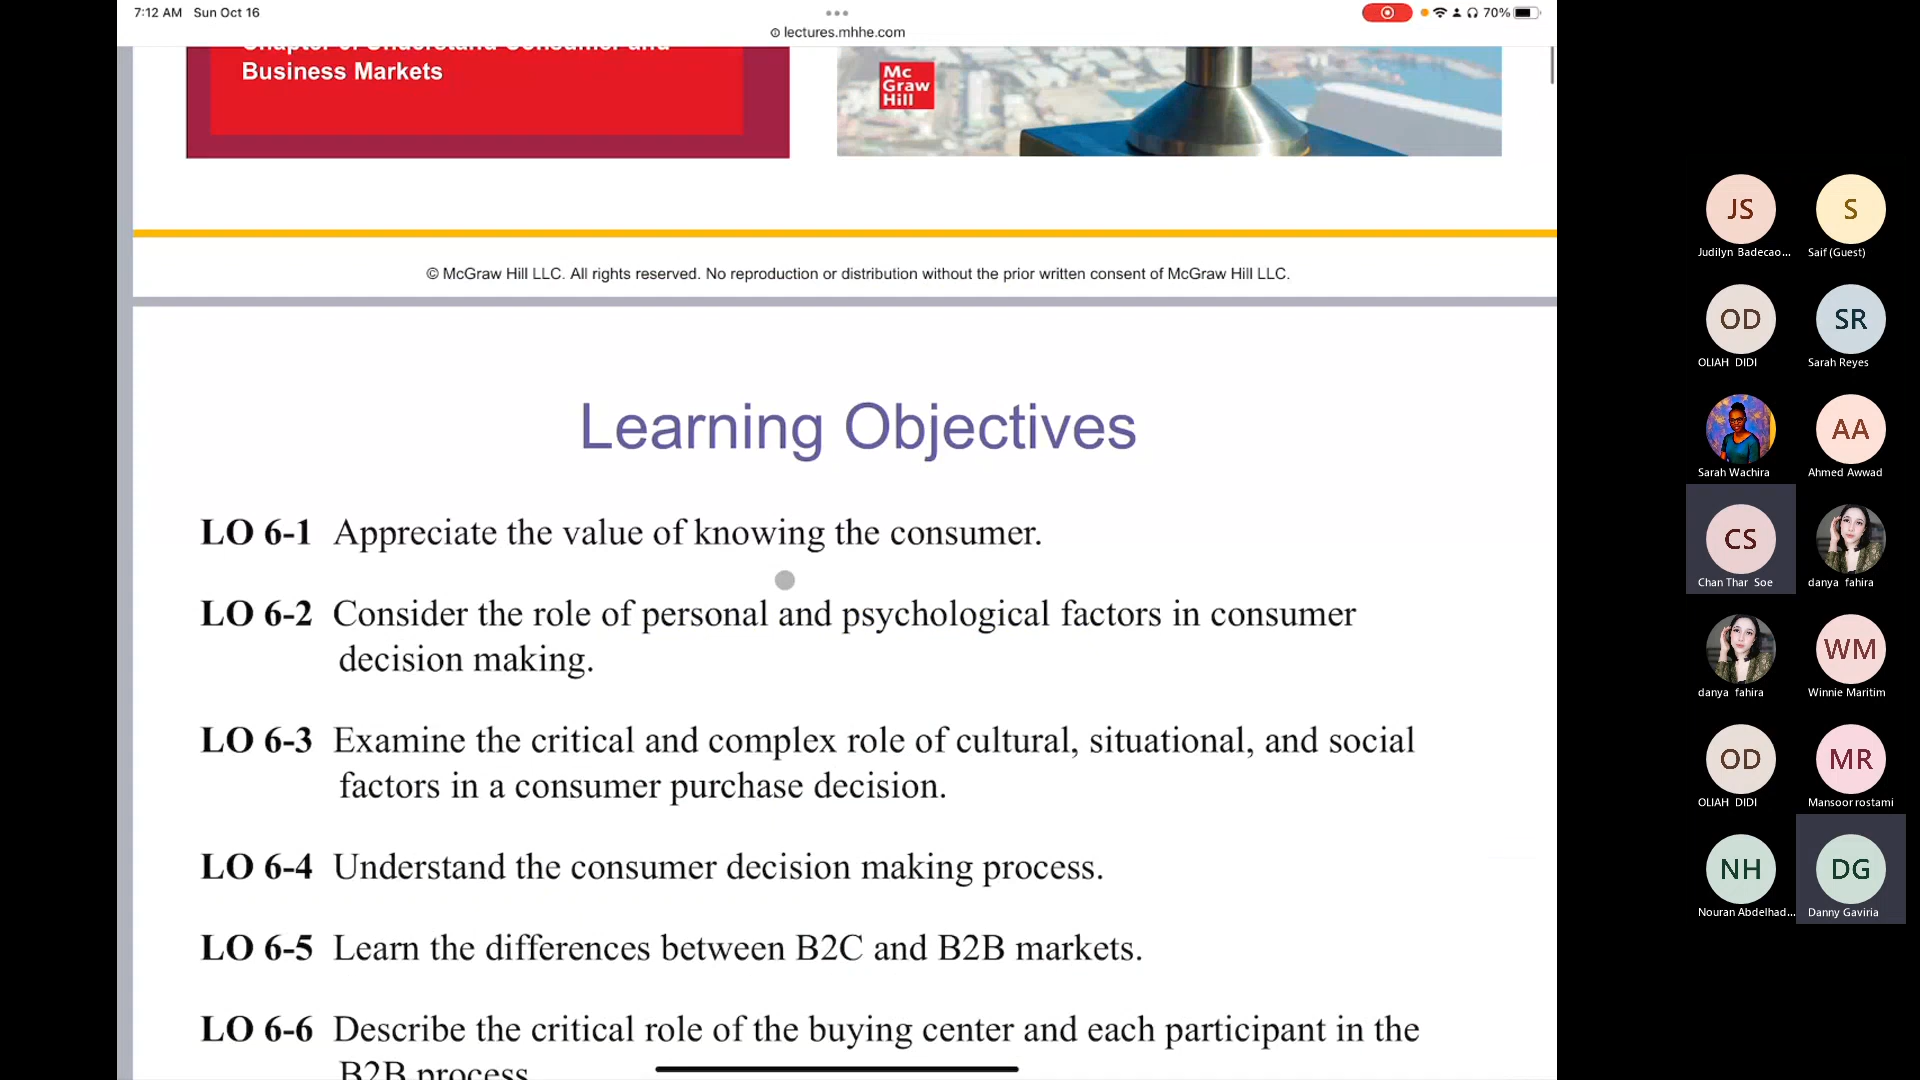 7:12 AM Sun Oct 16
70%
lectures.mhhe.com
Business Markets
Mc
Graw
Hill
© McGraw Hill LLC. All rights reserved. No reproduction or distribution without the prior written consent of McGraw Hill LLC.
Learning Objectives
LO 6-1 Appreciate the value of knowing the consumer.
LO 6-2 Consider the role of personal and psychological factors in consumer
decision making.
LO 6-3 Examine the critical and complex role of cultural, situational, and social
factors in a consumer purchase decision.
LO 6-4 Understand the consumer decision making process.
LO 6-5 Learn the differences between B2C and B2B markets.
LO 6-6 Describe the critical role of the buying center and each participant in the
B2B process
JS S
Judilyn Badecao... Saif (Guest)
OD SR
OLIAH DIDI Sarah Reyes
AA
Sarah Wachira Ahmed Awwad
CS
Chan Thar Soe danya fahira
WM
danya fahira Winnie Maritim
OD MR
OLIAH DIDI Mansoor rostami
NH DG
Nouran Abdelhad... Danny Gaviria